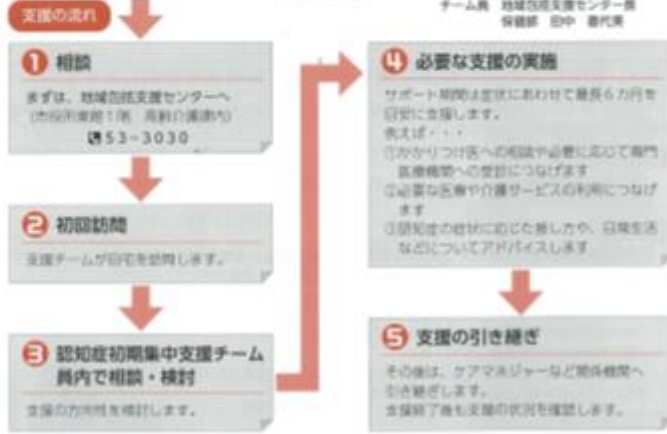 支援の流れ
チーム員 地域包括支援センター長
保健師 田中
1 相談
まずは、地域包括支援センターへ
(市役所東館1階 高齢介護課内)
53-3030
2 初回訪問
支援チームが自宅を訪問します。
3 認知症初期集中支援チーム
員内で相談・検討
支援の方向性を検討します。
4 必要な支援の実施
サポート期間は症状にあわせて最長6カ月を
目安に支援します。
例えば・・・
①かかりつけ医への相談や必要に応じて専門
医療機関への受診につなげます
②必要な医療や介護サービスの利用につなげ
ます
③認知症の症状に応じた接し方や、日常生活
などについてアドバイスします
5 支援の引き継ぎ
その後は、ケアマネジャーなど関係機関へ
引き継ぎします。
支援終了後も支援の状況を確認します。